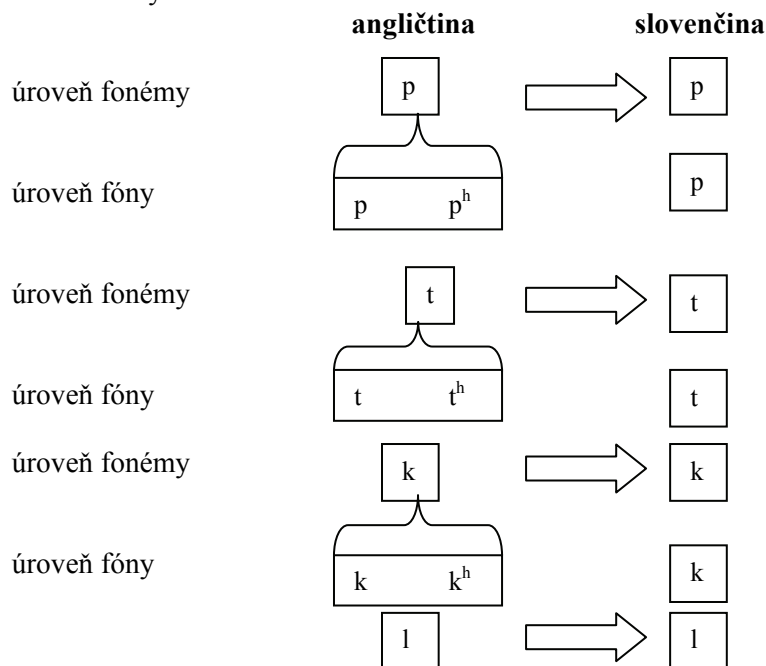 angličtina slovenčina
úroveň fonémy p p
úroveň fóny p pʰ p
úroveň fonémy t t
úroveň fóny t tʰ t
úroveň fonémy k k
úroveň fóny k kʰ k
l l